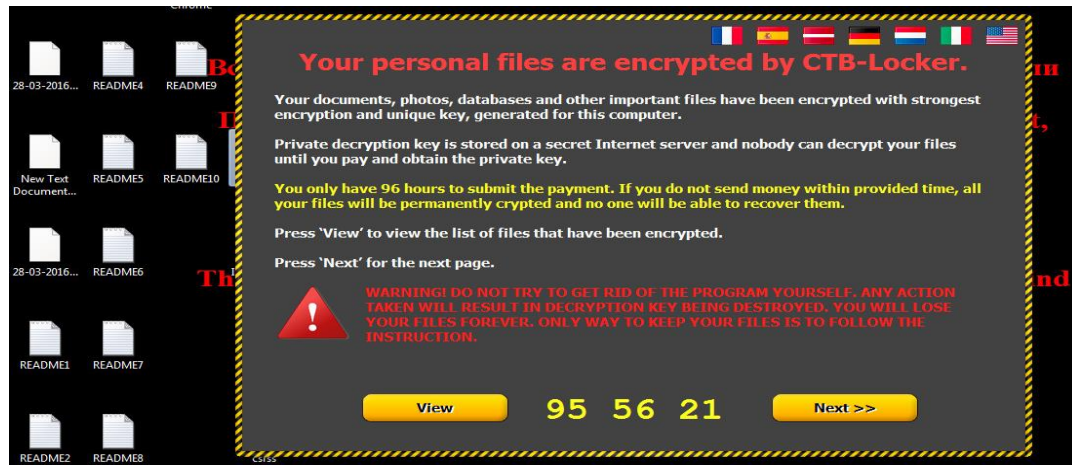 Chrome
28-03-2016...
README4
README9
New Text
Document...
README5
README10
28-03-2016...
README6
README1
README7
README2
README8
csrss
Th
nd
ии
t,
Your personal files are encrypted by CTB-Locker.
Your documents, photos, databases and other important files have been encrypted with strongest
encryption and unique key, generated for this computer.
Private decryption key is stored on a secret Internet server and nobody can decrypt your files
until you pay and obtain the private key.
You only have 96 hours to submit the payment. If you do not send money within provided time, all
your files will be permanently crypted and no one will be able to recover them.
Press 'View' to view the list of files that have been encrypted.
Press 'Next' for the next page.
WARNING! DO NOT TRY TO GET RID OF THE PROGRAM YOURSELF. ANY ACTION
TAKEN WILL RESULT IN DECRYPTION KEY BEING DESTROYED. YOU WILL LOSE
YOUR FILES FOREVER. ONLY WAY TO KEEP YOUR FILES IS TO FOLLOW THE
INSTRUCTION.
View
95 56 21
Next >>